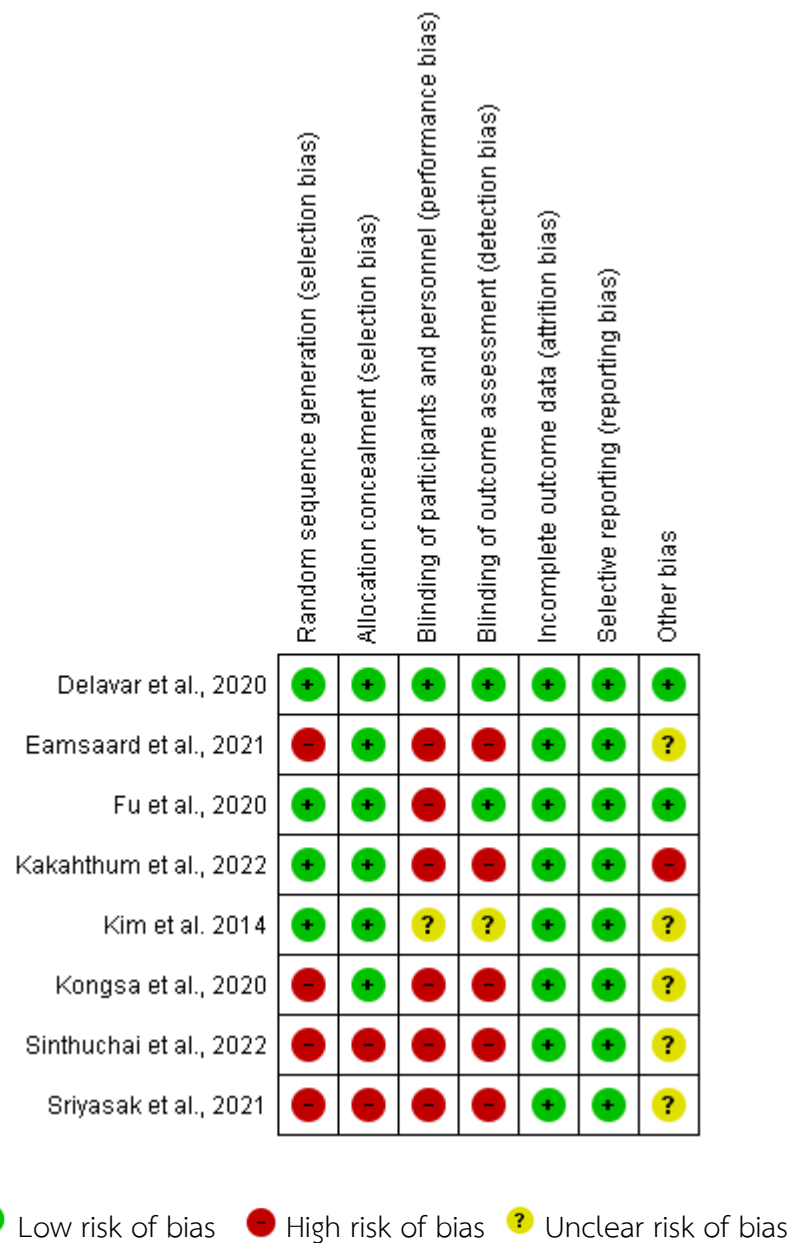 Random sequence generation (selection bias)
Allocation concealment (selection bias)
Blinding of participants and personnel (performance bias)
Blinding of outcome assessment (detection bias)
Incomplete outcome data (attrition bias)
Selective reporting (reporting bias)
Other bias
Delavar et al., 2020 + + + + + + +
Eamsaard et al., 2021 - + - - + + ?
Fu et al., 2020 + + - + + + +
Kakahthum et al., 2022 + + - - + + -
Kim et al. 2014 + + ? ? + + ?
Kongsa et al., 2020 - + - - + + ?
Sinthuchai et al., 2022 - - - - + + ?
Sriyasak et al., 2021 - - - - + + ?
Low risk of bias - High risk of bias ? Unclear risk of bias